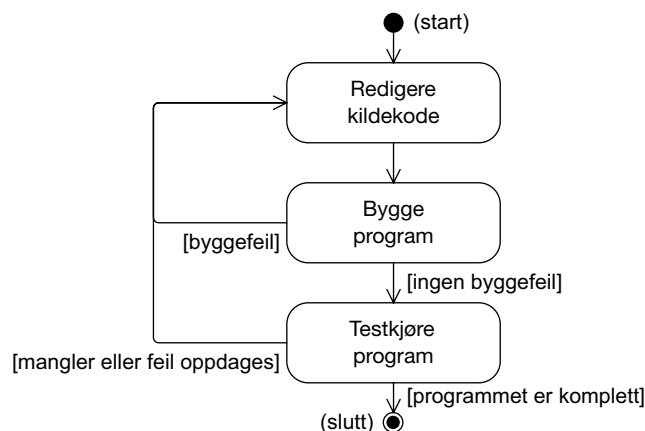 (start)
Redigere
kildekode
Bygge
program
[byggefeil]
[ingen byggefeil]
Testkjøre
program
[mangler eller feil oppdages]
[programmet er komplett]
(slutt)